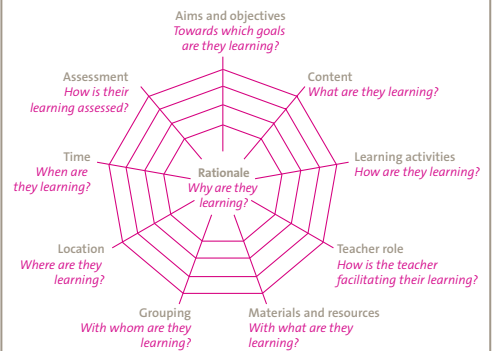 Aims and objectives
Towards which goals
are they learning?
Content
What are they learning?
Learning activities
How are they learning?
Teacher role
How is the teacher
facilitating their learning?
Materials and resources
With what are they
learning?
Grouping
With whom are they
learning?
Location
Where are they
learning?
Time
When are
they learning?
Assessment
How is their
learning assessed?
Rationale
Why are they
learning?